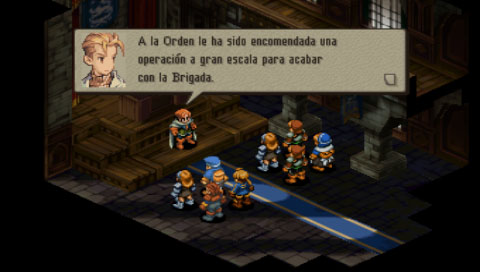 A la Orden le ha sido encomendada una
operación a gran escala para acabar
con la Brigada.